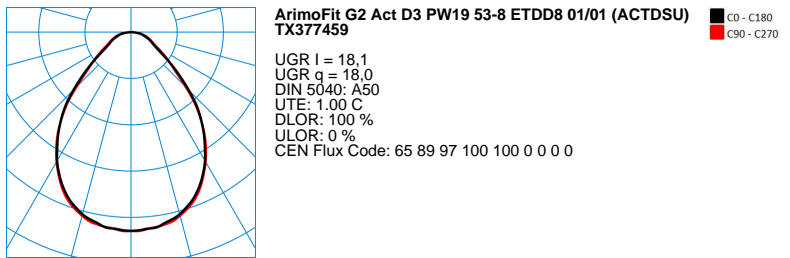 ArimoFit G2 Act D3 PW19 53-8 ETDD8 01/01 (ACTDSU)
TX377459
UGR l = 18,1
UGR q = 18,0
DIN 5040: A50
UTE: 1.00 C
DLOR: 100 %
ULOR: 0 %
CEN Flux Code: 65 89 97 100 100 0 0 0 0
C0 - C180
C90 - C270